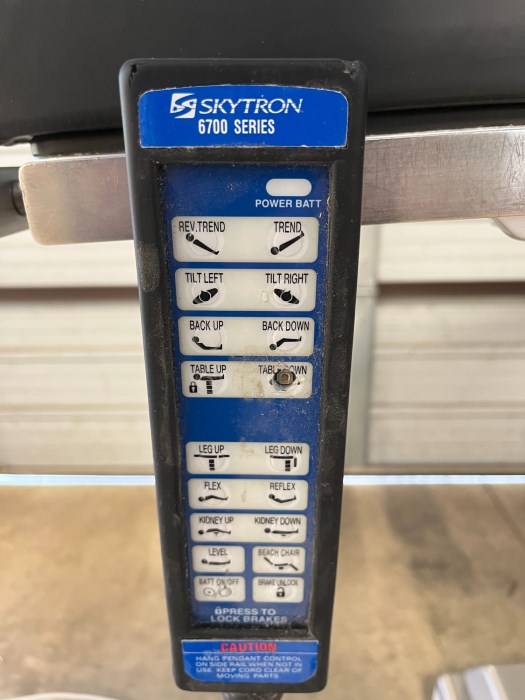 SKYTRON
6700 SERIES
POWER BATT
REV.TREND TREND
TILT LEFT TILT RIGHT
BACK UP BACK DOWN
TABLE UP
LEG UP LEG DOWN
FLEX REFLEX
KIDNEY UP KIDNEY DOWN
LEVEL BEACH CHAIR
BATT ON/OFF BRAKE UNLOCK
PRESS TO
LOCK BRAKES
CAUTION
HANG PENDANT CONTROL
ON SIDE RAIL WHEN NOT IN
USE. KEEP CORD CLEAR OF
MOVING PARTS